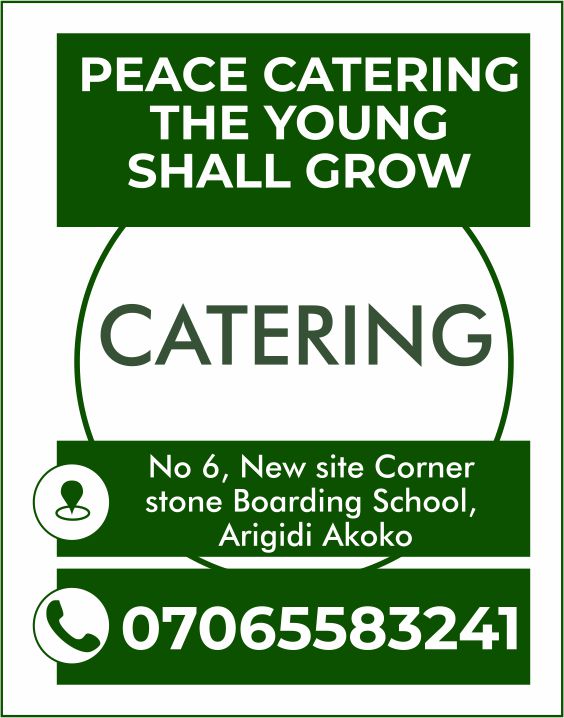 PEACE CATERING
THE YOUNG
SHALL GROW
CATERING
No 6, New site Corner
stone Boarding School,
Arigidi Akoko
07065583241